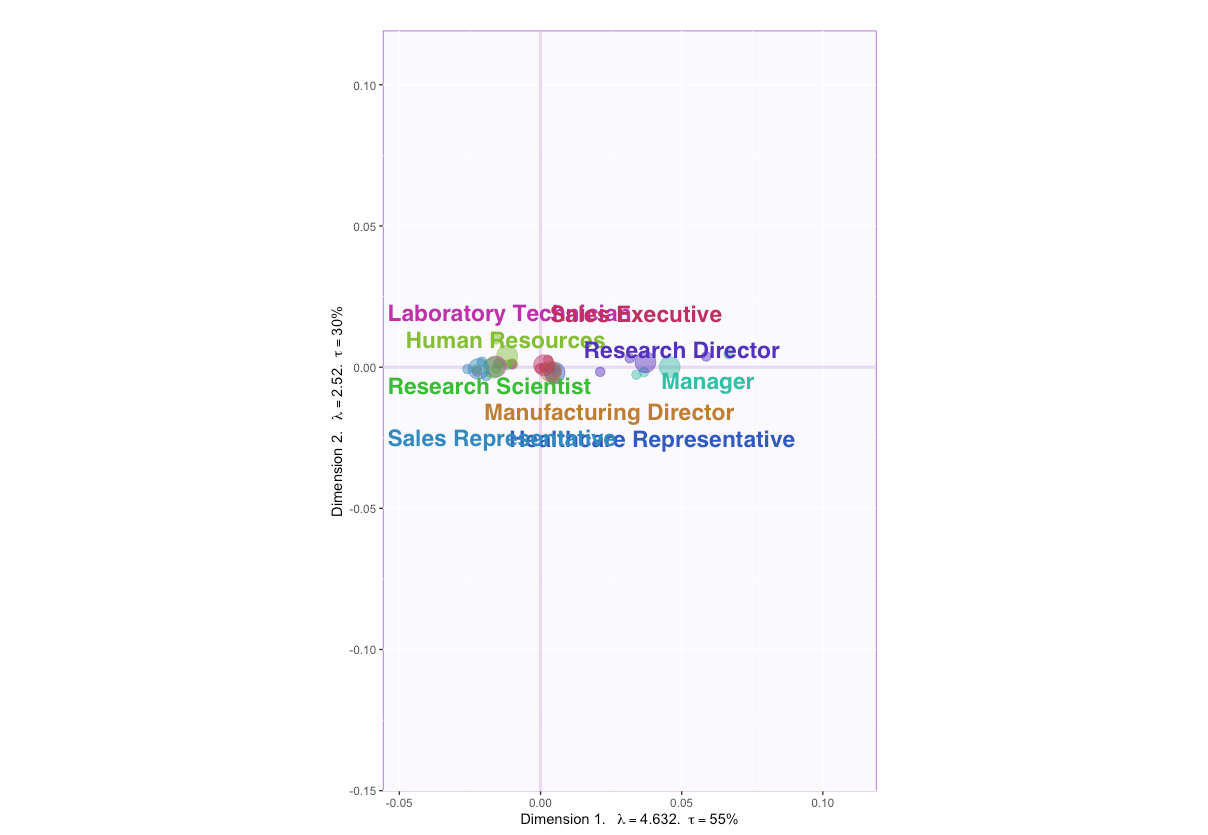 0.10
0.05
0.00
-0.05
-0.10
-0.15
Dimension 2. λ = 2.52. τ = 30%
Laboratory Technician
Sales Executive
Human Resources
Research Director
Manager
Research Scientist
Manufacturing Director
Sales Representative
Healthcare Representative
-0.05 0.00 0.05 0.10
Dimension 1. λ = 4.632. τ = 55%